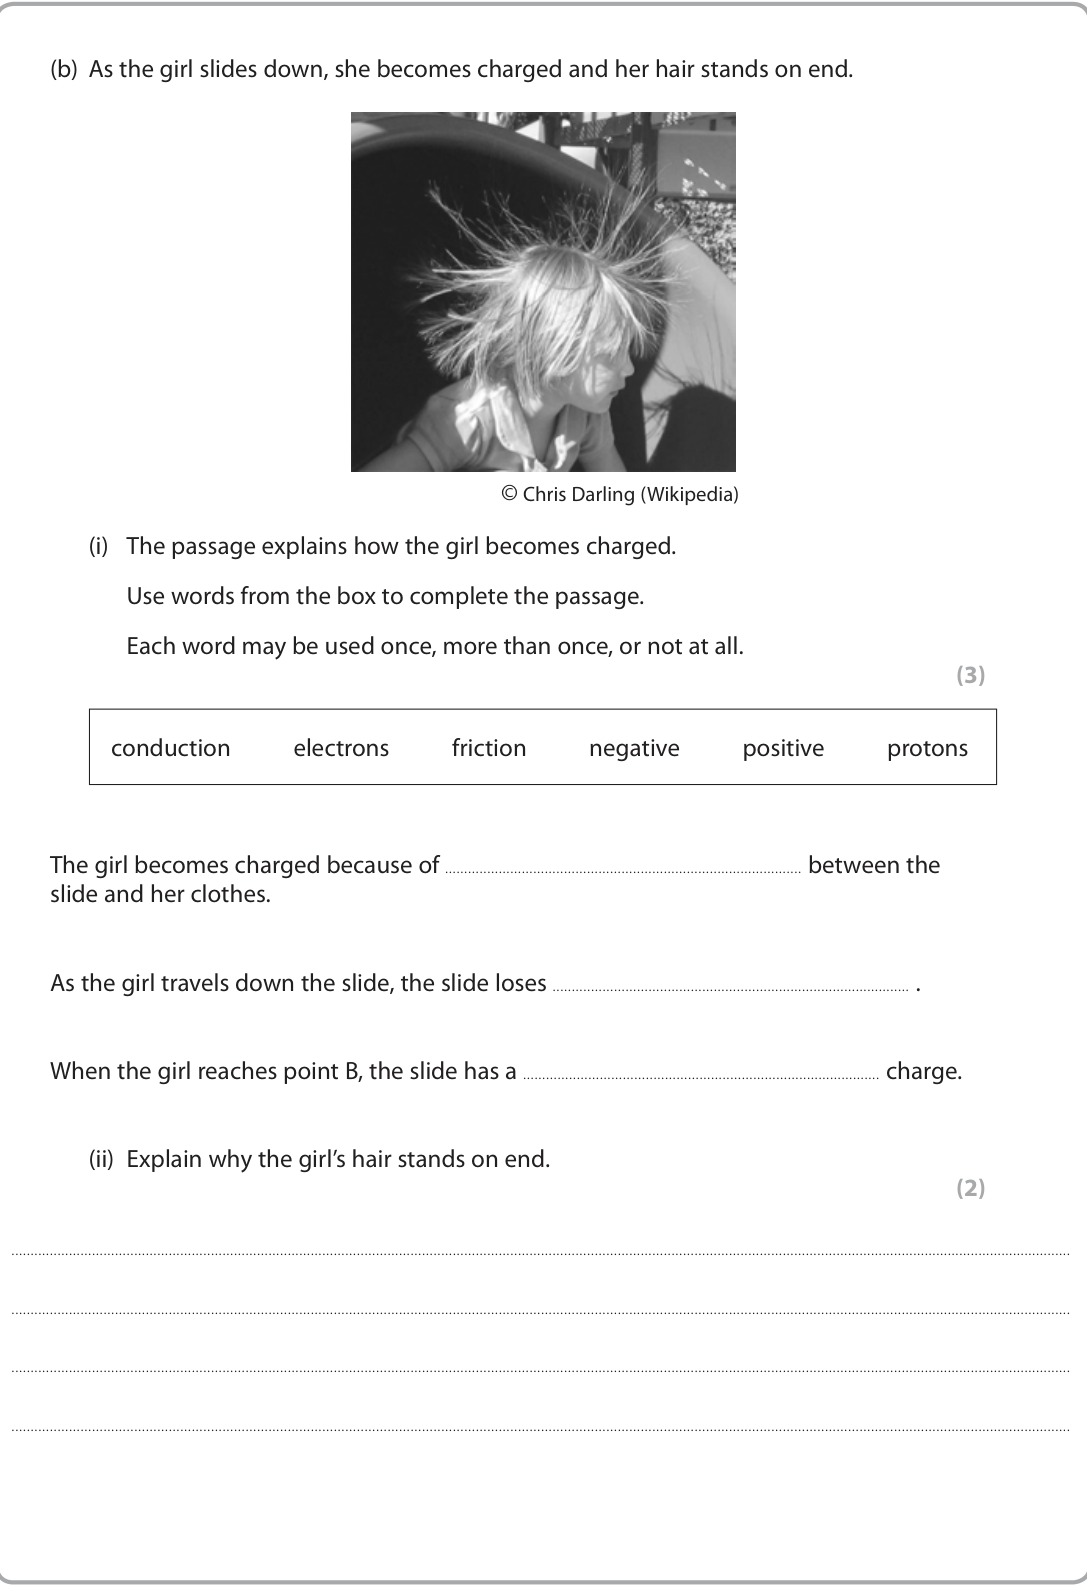 (b) As the girl slides down, she becomes charged and her hair stands on end.
© Chris Darling (Wikipedia)
(i) The passage explains how the girl becomes charged.
Use words from the box to complete the passage.
Each word may be used once, more than once, or not at all.
(3)
conduction electrons friction negative positive protons
The girl becomes charged because of ........................................ between the
slide and her clothes.
As the girl travels down the slide, the slide loses ........................................ .
When the girl reaches point B, the slide has a ........................................ charge.
(ii) Explain why the girl’s hair stands on end.
(2)